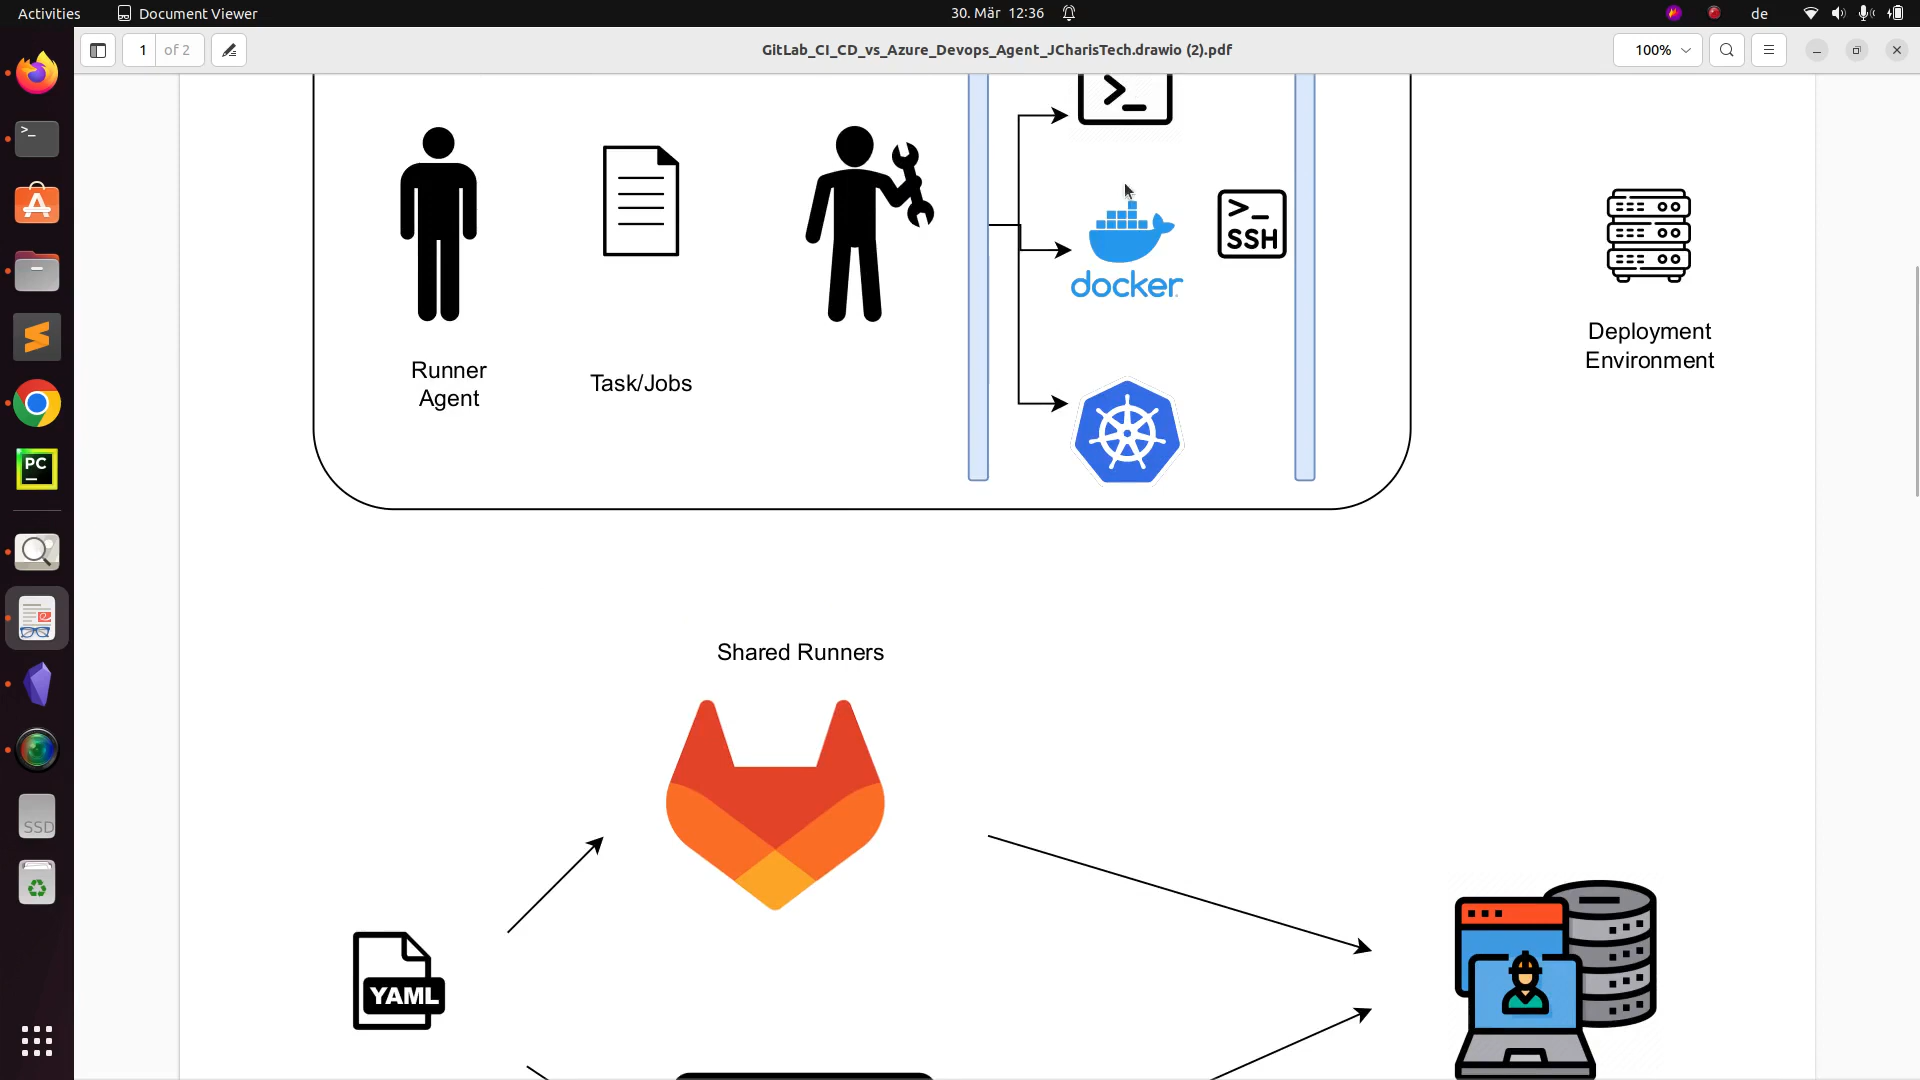 Activities
Document Viewer
30. Mär 12:36
de
1
of 2
GitLab_CI_CD_vs_Azure_Devops_Agent_JCharisTech.drawio (2).pdf
100%
>_
>_
SSH
docker
Deployment
Environment
Runner
Agent
Task/Jobs
Shared Runners
YAML
>_
PC
SSD